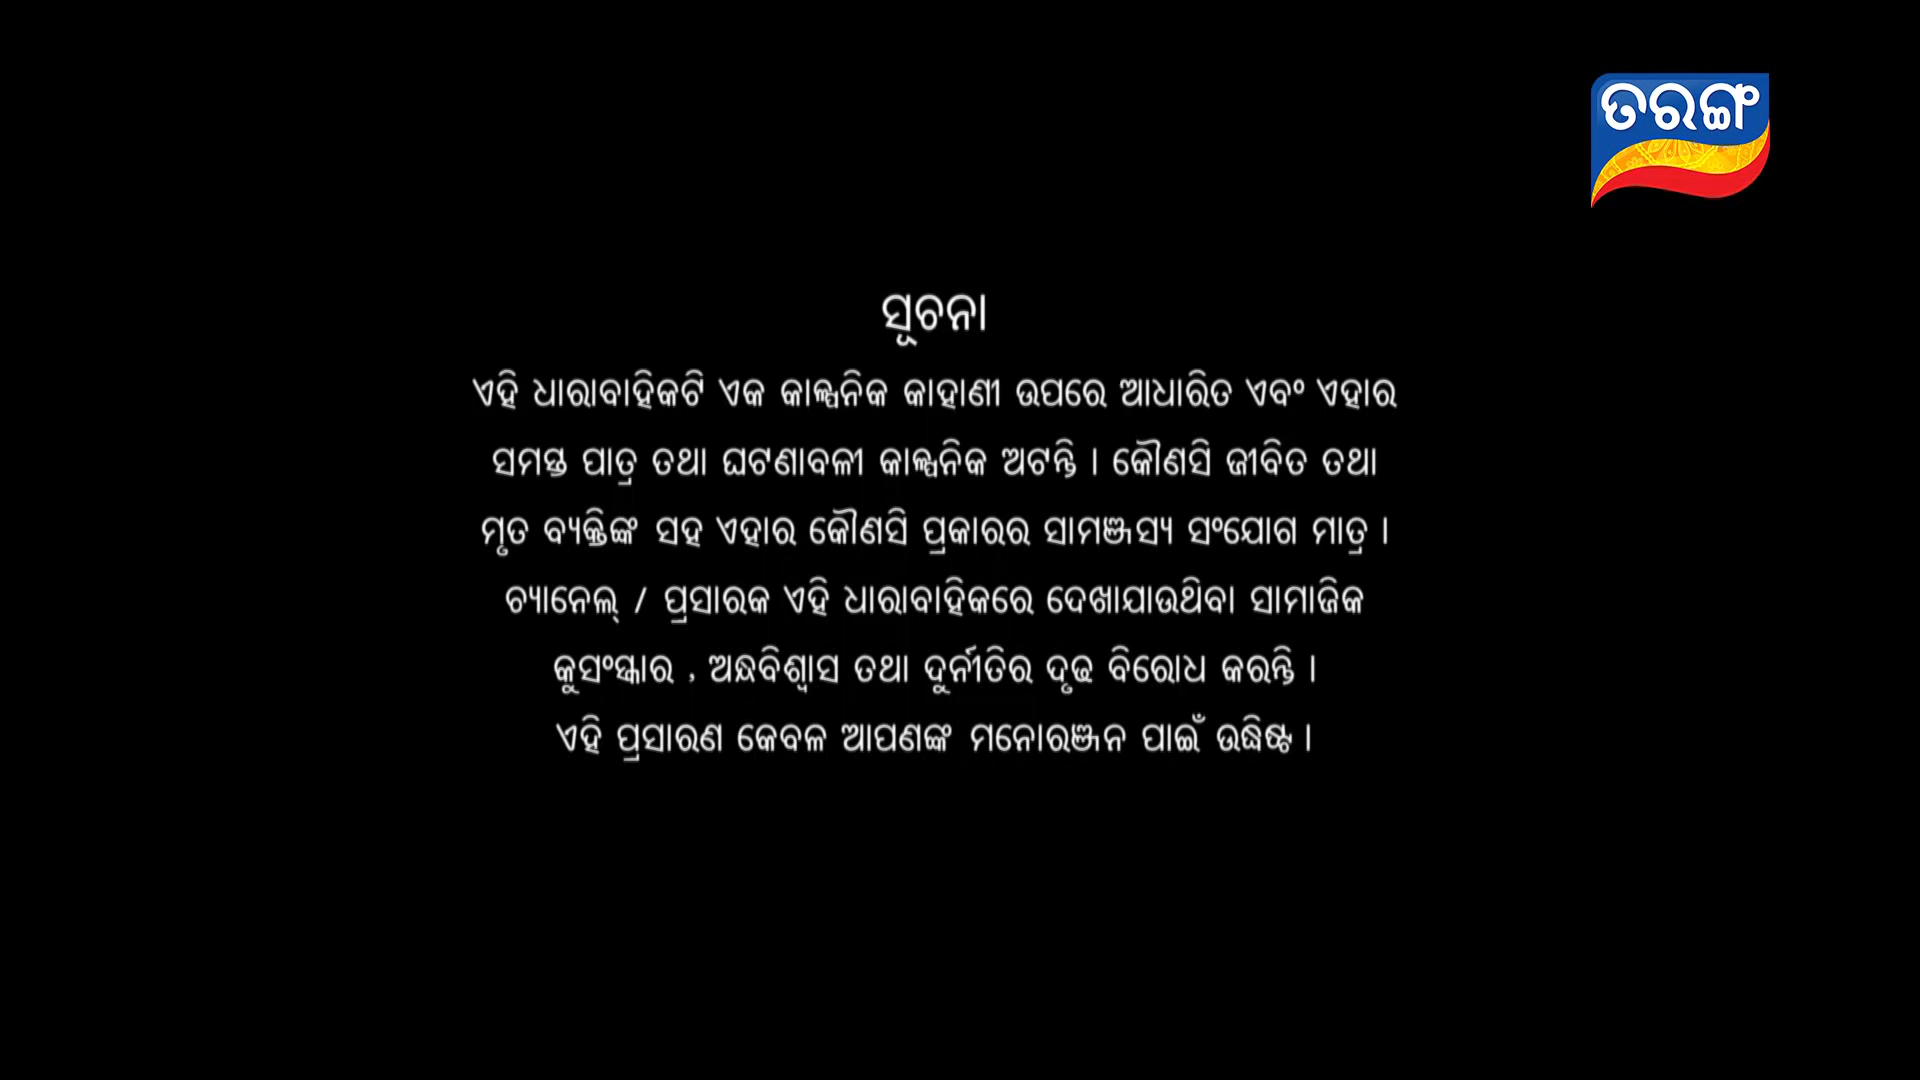 ତରଙ୍ଗ
ସୂଚନା
ଏହି ଧାରାବାହିକଟି ଏକ କାଳ୍ପନିକ କାହାଣୀ ଉପରେ ଆଧାରିତ ଏବଂ ଏହାର
ସମସ୍ତ ପାତ୍ର ତଥା ଘଟଣାବଳୀ କାଳ୍ପନିକ ଅଟନ୍ତି । କୌଣସି ଜୀବିତ ତଥା
ମୃତ ବ୍ୟକ୍ତିଙ୍କ ସହ ଏହାର କୌଣସି ପ୍ରକାରର ସାମଞ୍ଜସ୍ୟ ସଂଯୋଗ ମାତ୍ର ।
ଚ୍ୟାନେଲ୍ / ପ୍ରସାରକ ଏହି ଧାରାବାହିକରେ ଦେଖାଯାଉଥିବା ସାମାଜିକ
କୁସଂସ୍କାର , ଅନ୍ଧବିଶ୍ୱାସ ତଥା ଦୁର୍ନୀତିର ଦୃଢ ବିରୋଧ କରନ୍ତି ।
ଏହି ପ୍ରସାରଣ କେବଳ ଆପଣଙ୍କ ମନୋରଞ୍ଜନ ପାଇଁ ଉଦ୍ଧିଷ୍ଟ ।